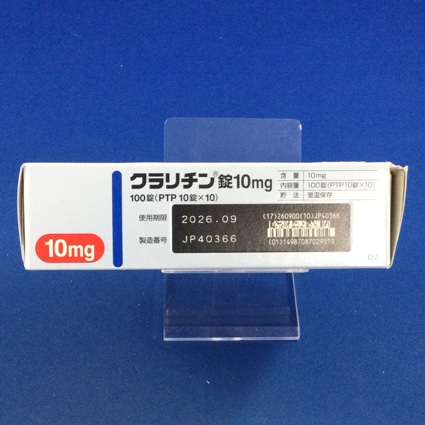 クラリチン®錠10mg
100錠(PTP 10錠×10)
含 量 10mg
内容量 100錠(PTP10錠×10)
貯 法 室温保存
使用期限 2026.09
製造番号 JP40366
(17)260900(10)JP40366
(01)14987087029519
10mg
07